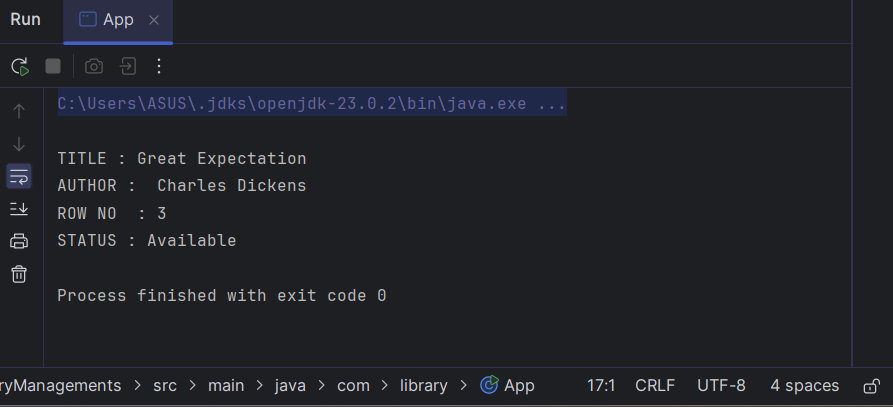 Run App
C:\Users\ASUS\.jdks\openjdk-23.0.2\bin\java.exe ...
TITLE : Great Expectation
AUTHOR :  Charles Dickens
ROW NO  : 3
STATUS : Available
Process finished with exit code 0
ryManagements > src > main > java > com > library > App 17:1 CRLF UTF-8 4 spaces